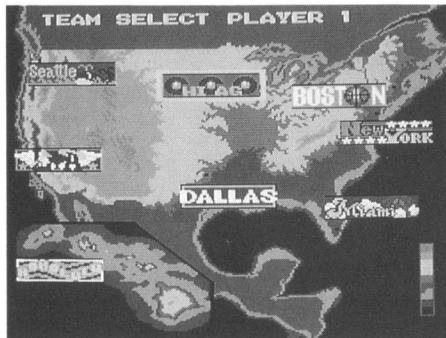 TEAM SELECT PLAYER 1
Seattle
CHICAGO
BOSTON
New
YORK
DALLAS
Miami